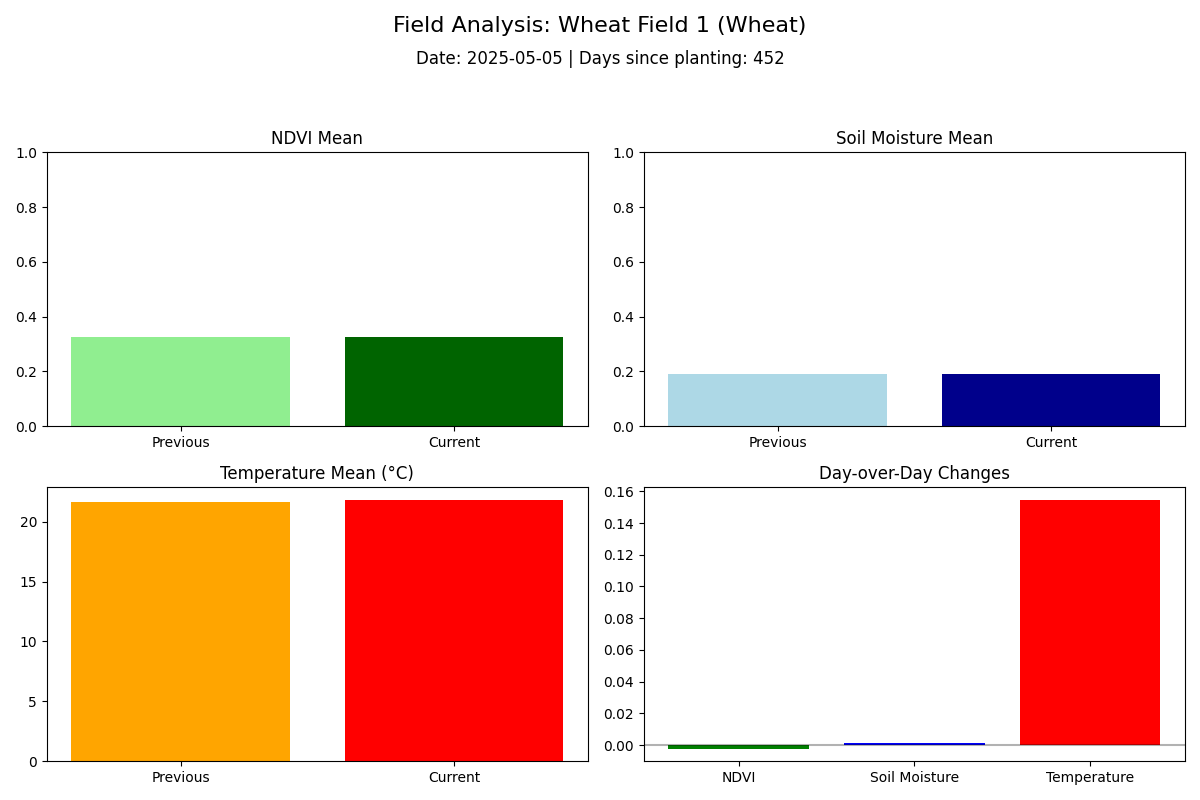 Field Analysis: Wheat Field 1 (Wheat)
Date: 2025-05-05 | Days since planting: 452
NDVI Mean
1.0
0.8
0.6
0.4
0.2
0.0
Previous Current
Soil Moisture Mean
1.0
0.8
0.6
0.4
0.2
0.0
Previous Current
Temperature Mean (°C)
20
15
10
5
0
Previous Current
Day-over-Day Changes
0.16
0.14
0.12
0.10
0.08
0.06
0.04
0.02
0.00
NDVI Soil Moisture Temperature